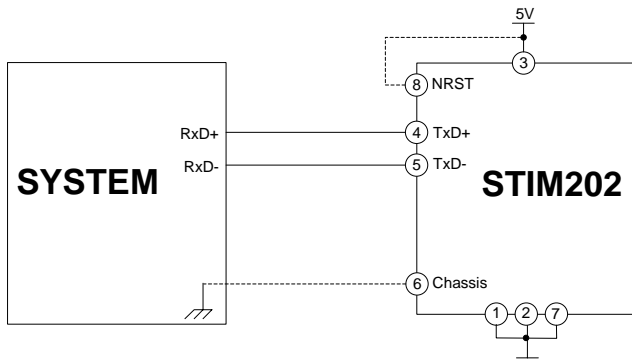 5V
3
8 NRST
RxD+ 4 TxD+
RxD- 5 TxD-
SYSTEM STIM202
6 Chassis
1 2 7